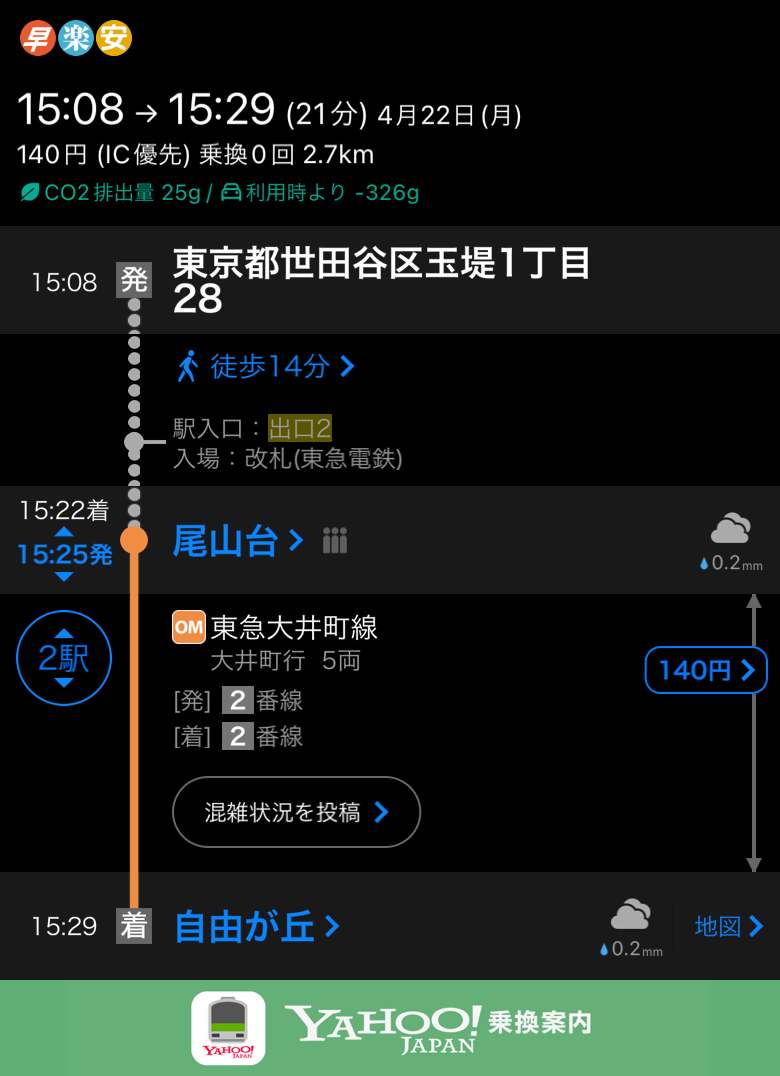 早楽安
15:08→15:29 (21分) 4月22日(月)
140円 (IC優先) 乗換0回 2.7km
CO2排出量 25g / 利用時より -326g
15:08 発 東京都世田谷区玉堤1丁目
28
徒歩14分
駅入口：出口2
入場：改札(東急電鉄)
15:22着
15:25発
尾山台
0.2mm
2駅
OM 東急大井町線
大井町行 5両
140円
[発] 2番線
[着] 2番線
混雑状況を投稿
15:29 着 自由が丘
0.2mm
地図
YAHOO! JAPAN
YAHOO! JAPAN 乗換案内